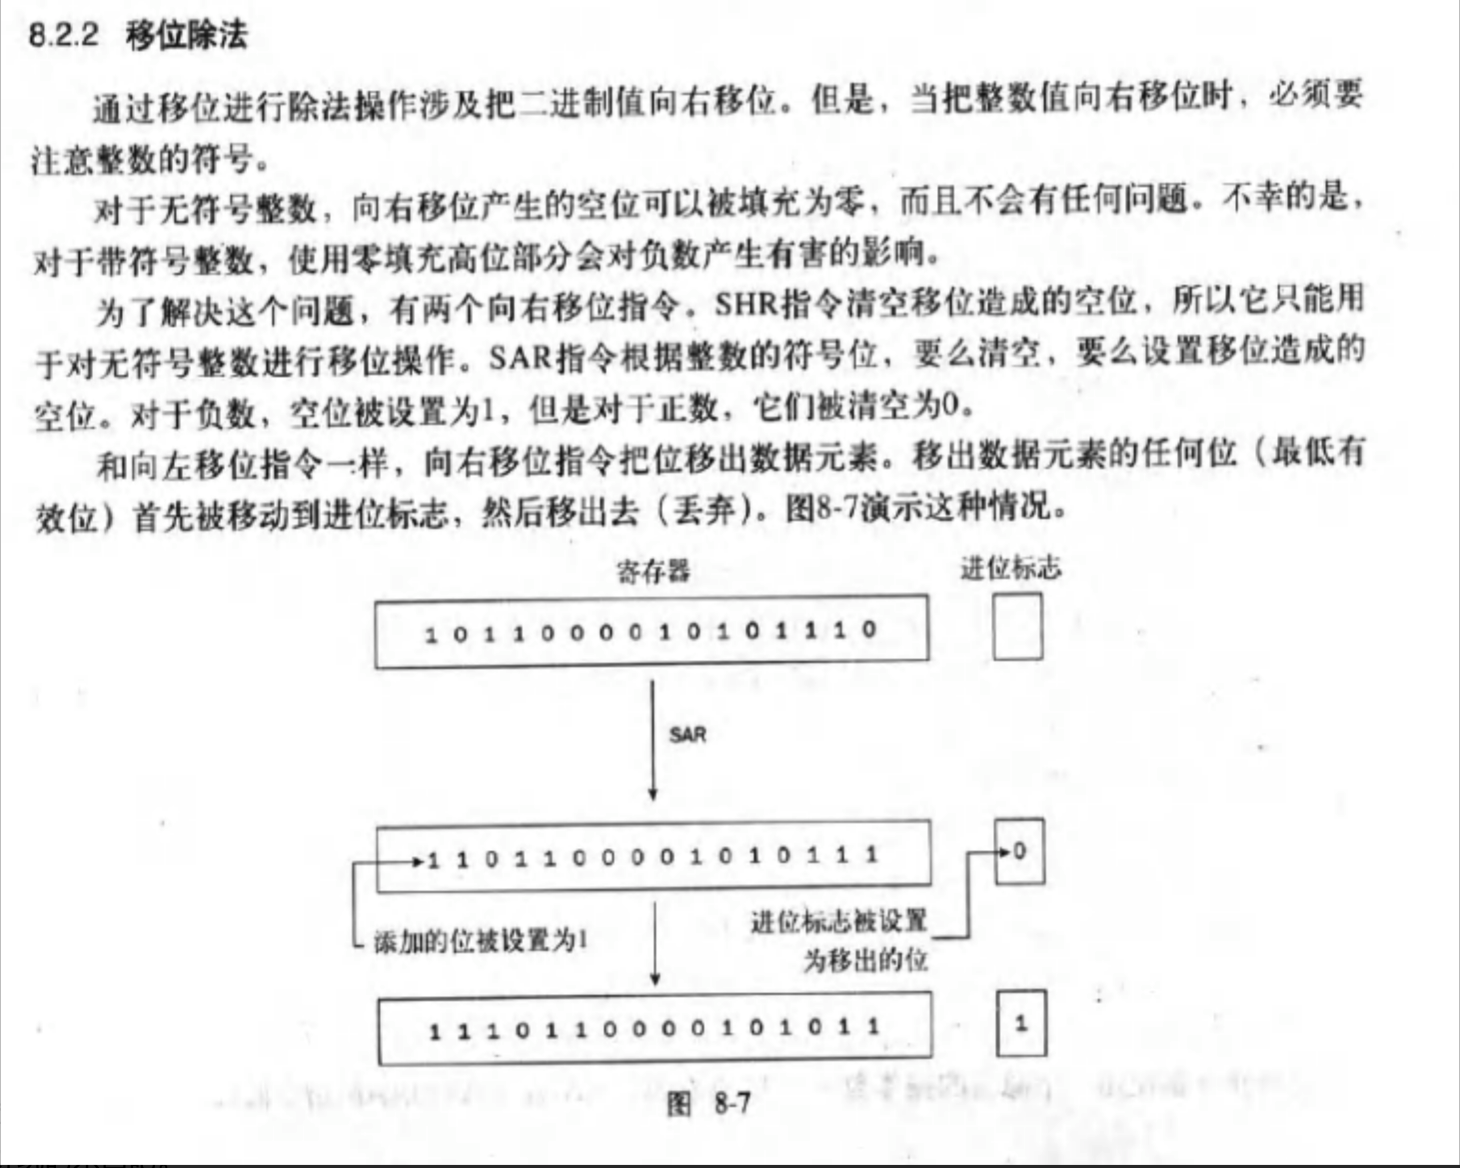 8.2.2 移位除法
通过移位进行除法操作涉及把二进制值向右移位。但是，当把整数值向右移位时，必须要
注意整数的符号。
对于无符号整数，向右移位产生的空位可以被填充为零，而且不会有任何问题。不幸的是，
对于带符号整数，使用零填充高位部分会对负数产生有害的影响。
为了解决这个问题，有两个向右移位指令。SHR指令清空移位造成的空位，所以它只能用
于对无符号整数进行移位操作。SAR指令根据整数的符号位，要么清空，要么设置移位造成的
空位。对于负数，空位被设置为1，但是对于正数，它们被清空为0。
和向左移位指令一样，向右移位指令把位移出数据元素。移出数据元素的任何位（最低有
效位）首先被移动到进位标志，然后移出去（丢弃）。图8-7演示这种情况。
寄存器 进位标志
1 0 1 1 0 0 0 0 1 0 1 0 1 1 1 0
SAR
1 1 0 1 1 0 0 0 0 1 0 1 0 1 1 1 0
添加的位被设置为1
进位标志被设置
为移出的位
1 1 1 0 1 1 0 0 0 0 1 0 1 0 1 1 1
图 8-7